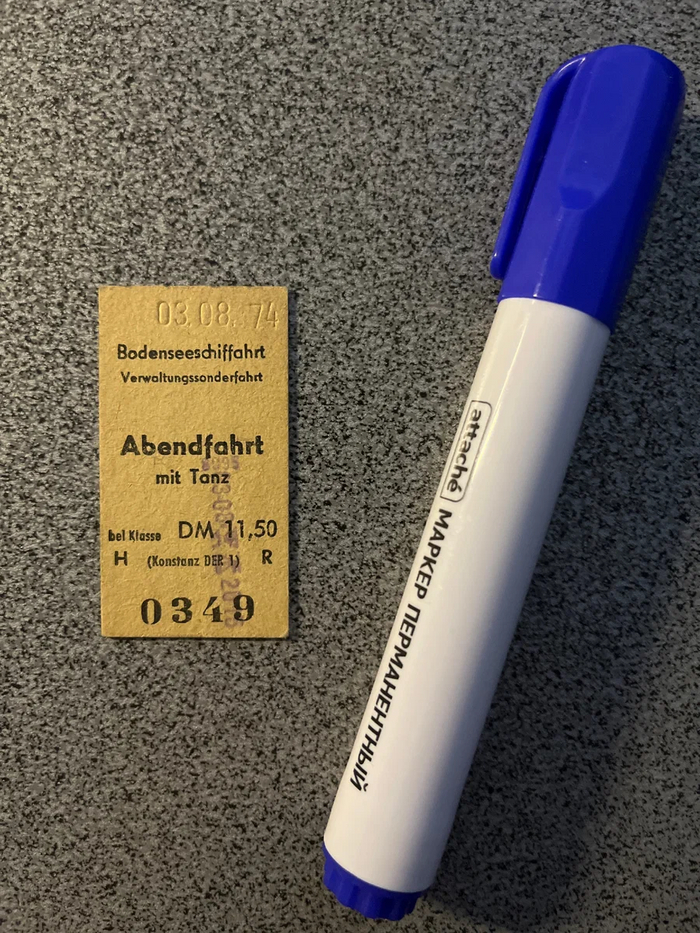 03.08.74
Bodenseeschiffahrt
Verwaltungssonderfahrt
Abendfahrt
mit Tanz
bel Klasse DM 11,50
H (Konstanz DER 1) R
0349
attaché МАРКЕР ПЕРМАНЕНТНЫЙ